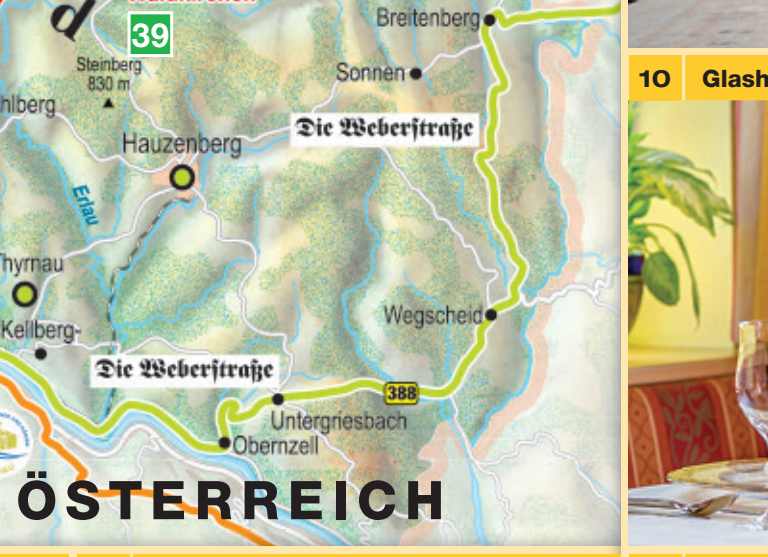 Breitenberg
39
Steinberg
830 m
Sonnen
10 Glash
hlberg
Die Weberſtraße
Hauzenberg
Erlau
hyrnau
Wegscheid
Kellberg-
Die Weberſtraße
388
Untergriesbach
Obernzell
ÖSTERREICH